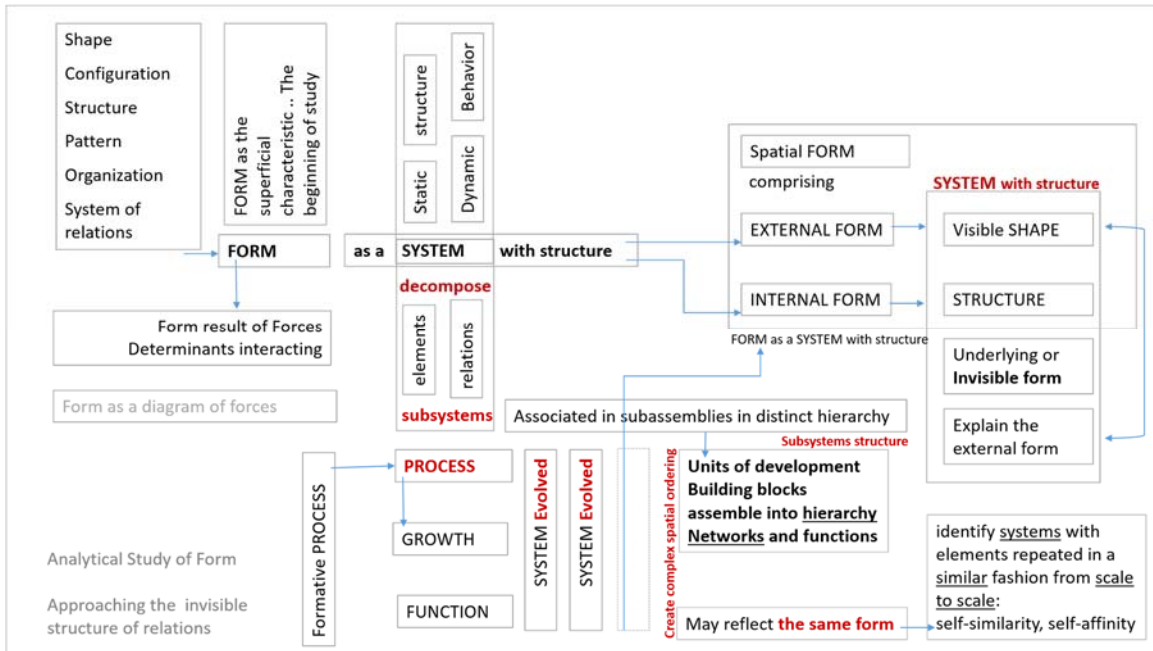 Shape
Configuration
Structure
Pattern
Organization
System of
relations
FORM as the
superficial
characteristic .. The
beginning of study
Static
structure
Dynamic
Behavior
FORM
as a
SYSTEM
with structure
decompose
elements
relations
subsystems
Form result of Forces
Determinants interacting
Form as a diagram of forces
Spatial FORM
comprising
EXTERNAL FORM
INTERNAL FORM
FORM as a SYSTEM with structure
SYSTEM with structure
Visible SHAPE
STRUCTURE
Underlying or
Invisible form
Explain the
external form
Associated in subassemblies in distinct hierarchy
Subsystems structure
Formative PROCESS
PROCESS
GROWTH
FUNCTION
SYSTEM Evolved
SYSTEM Evolved
Create complex spatial ordering
Units of development
Building blocks
assemble into hierarchy
Networks and functions
May reflect the same form
identify systems with
elements repeated in a
similar fashion from scale
to scale:
self-similarity, self-affinity
Analytical Study of Form
Approaching the invisible
structure of relations